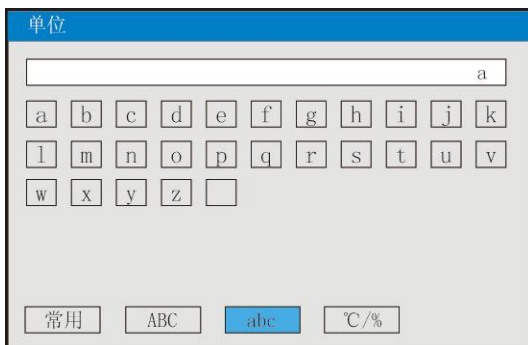 单位
a
a b c d e f g h i j k
l m n o p q r s t u v
w x y z
常用 ABC abc ℃/%